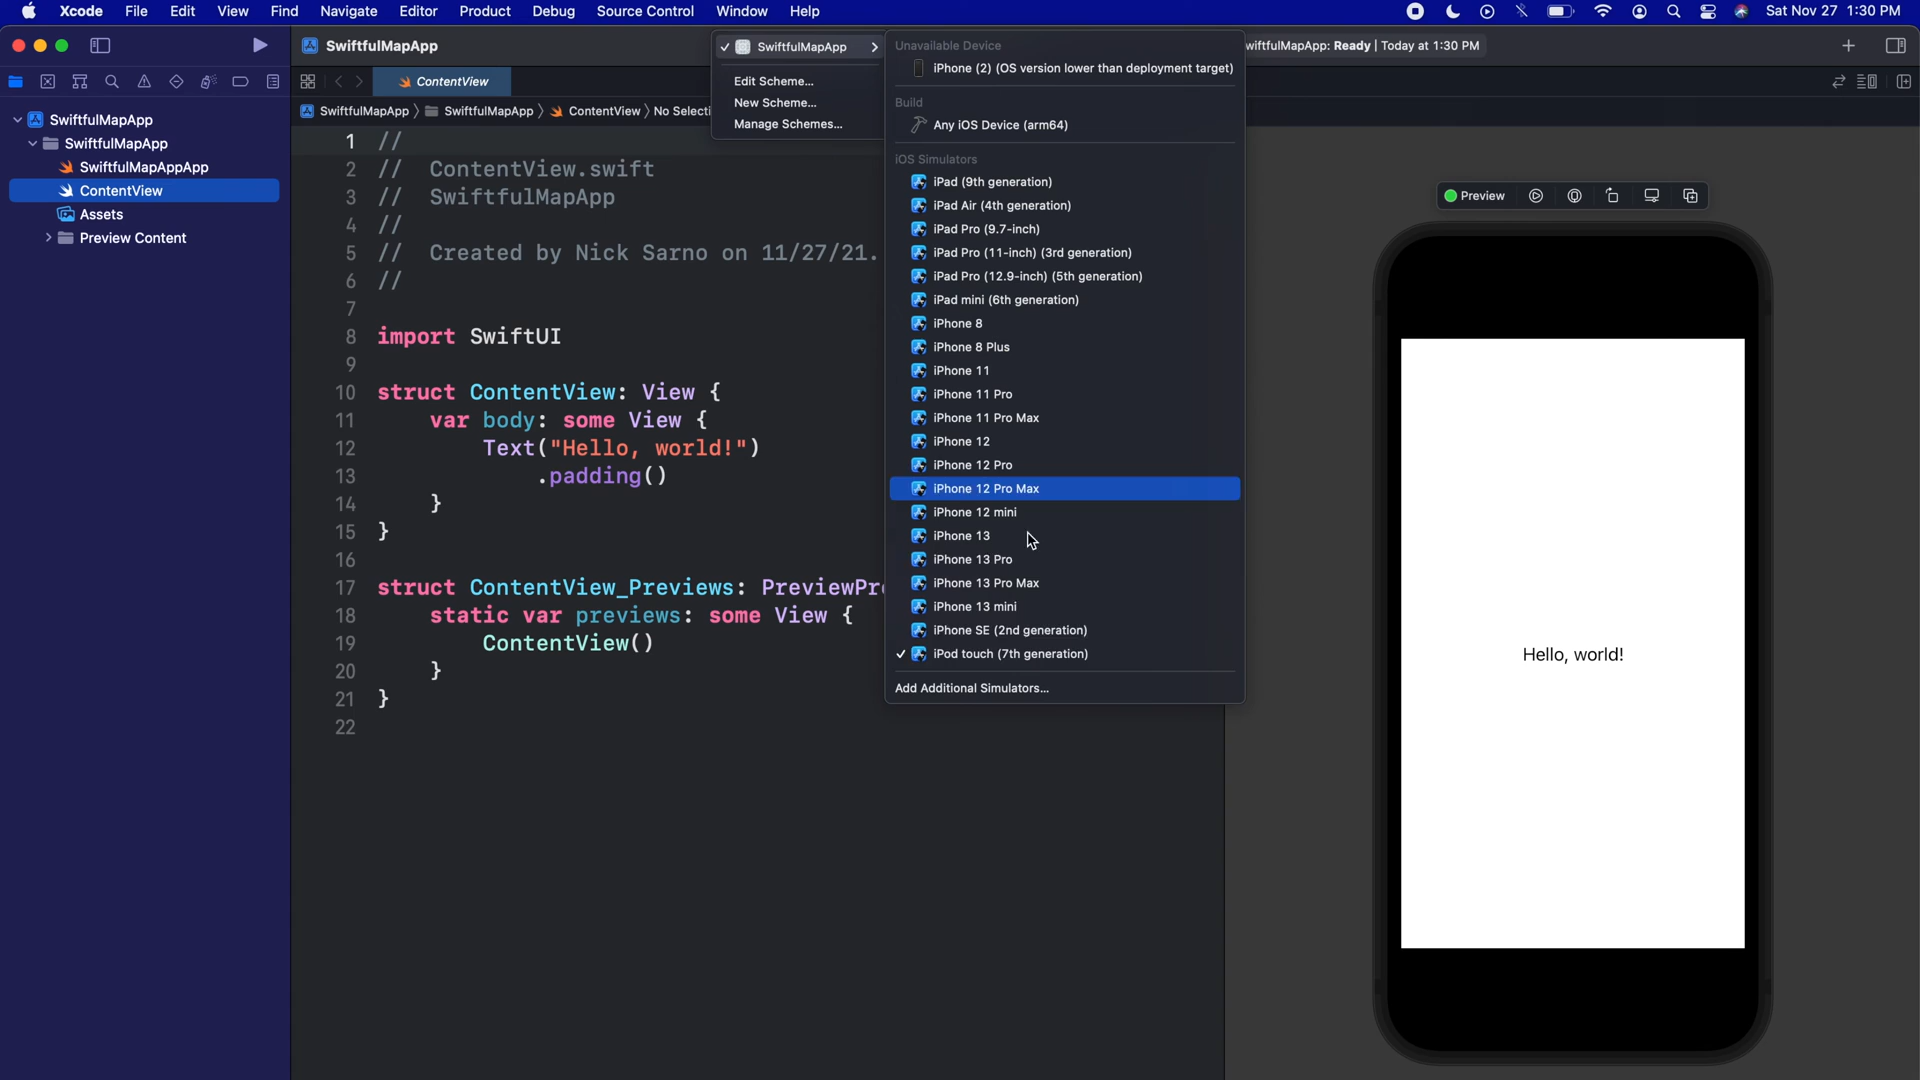 Xcode File Edit View Find Navigate Editor Product Debug Source Control Window Help
Sat Nov 27 1:30 PM
SwiftfulMapApp
wiftfulMapApp: Ready | Today at 1:30 PM
ContentView
SwiftfulMapApp SwiftfulMapApp ContentView No Selecti
SwiftfulMapApp
SwiftfulMapApp
SwiftfulMapAppApp
ContentView
Assets
Preview Content
1 //
2 // ContentView.swift
3 // SwiftfulMapApp
4 //
5 // Created by Nick Sarno on 11/27/21.
6 //
7
8 import SwiftUI
9
10 struct ContentView: View {
11 var body: some View {
12 Text("Hello, world!")
13 .padding()
14 }
15 }
16
17 struct ContentView_Previews: PreviewPr
18 static var previews: some View {
19 ContentView()
20 }
21 }
22
SwiftfulMapApp
Edit Scheme...
New Scheme...
Manage Schemes...
Unavailable Device
iPhone (2) (OS version lower than deployment target)
Build
Any iOS Device (arm64)
iOS Simulators
iPad (9th generation)
iPad Air (4th generation)
iPad Pro (9.7-inch)
iPad Pro (11-inch) (3rd generation)
iPad Pro (12.9-inch) (5th generation)
iPad mini (6th generation)
iPhone 8
iPhone 8 Plus
iPhone 11
iPhone 11 Pro
iPhone 11 Pro Max
iPhone 12
iPhone 12 Pro
iPhone 12 Pro Max
iPhone 12 mini
iPhone 13
iPhone 13 Pro
iPhone 13 Pro Max
iPhone 13 mini
iPhone SE (2nd generation)
iPod touch (7th generation)
Add Additional Simulators...
Preview
Hello, world!